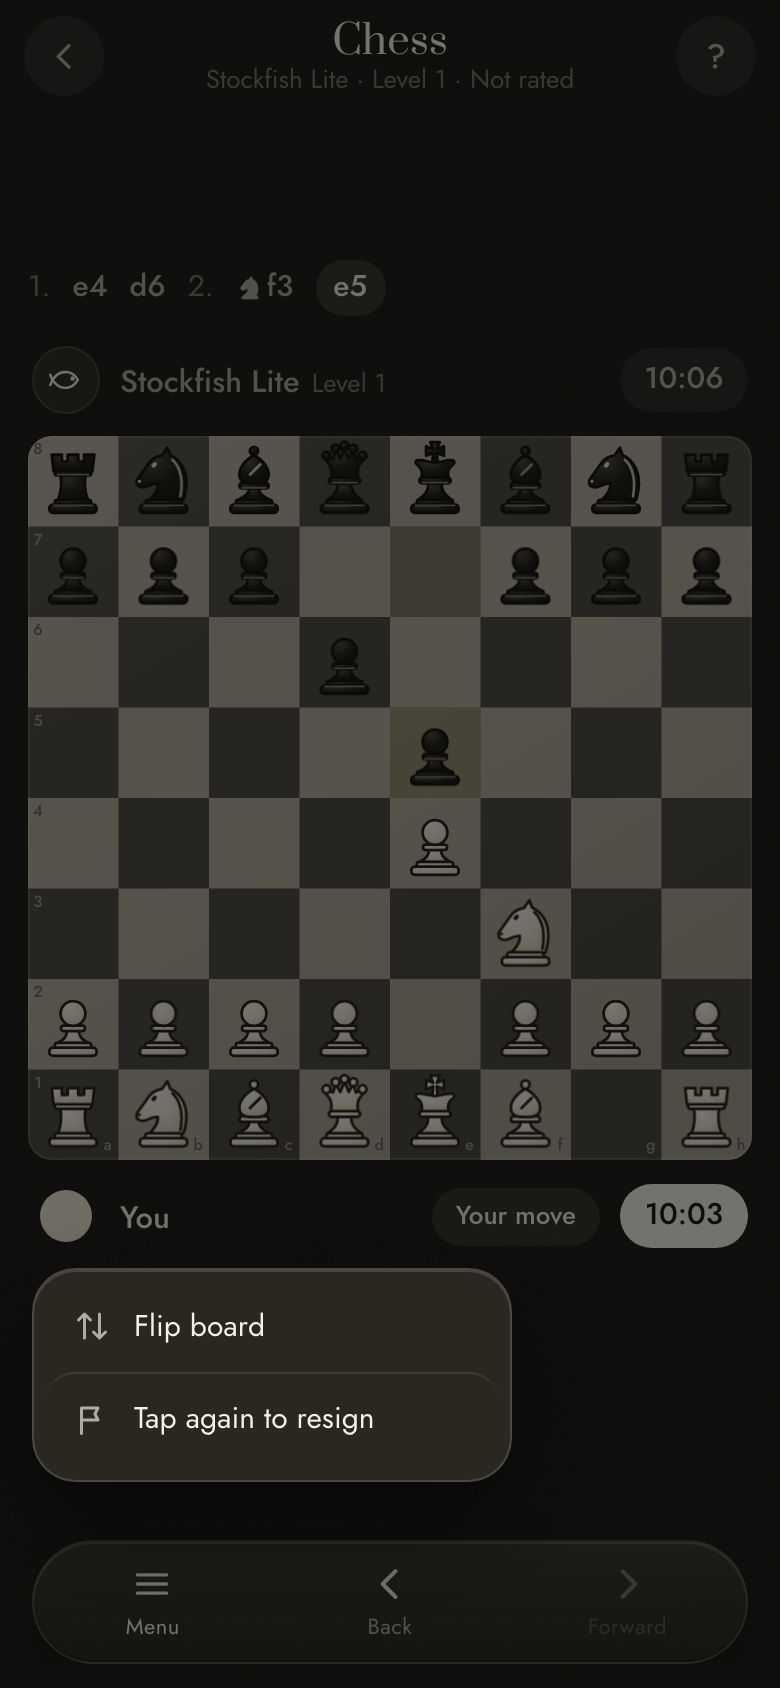 Chess
?
Stockfish Lite · Level 1 · Not rated
1. e4 d6 2. f3 e5
Stockfish Lite Level 1 10:06
8
7
6
5
4
3
2
1
a b c d e f g h
You Your move 10:03
Flip board
Tap again to resign
Menu Back Forward